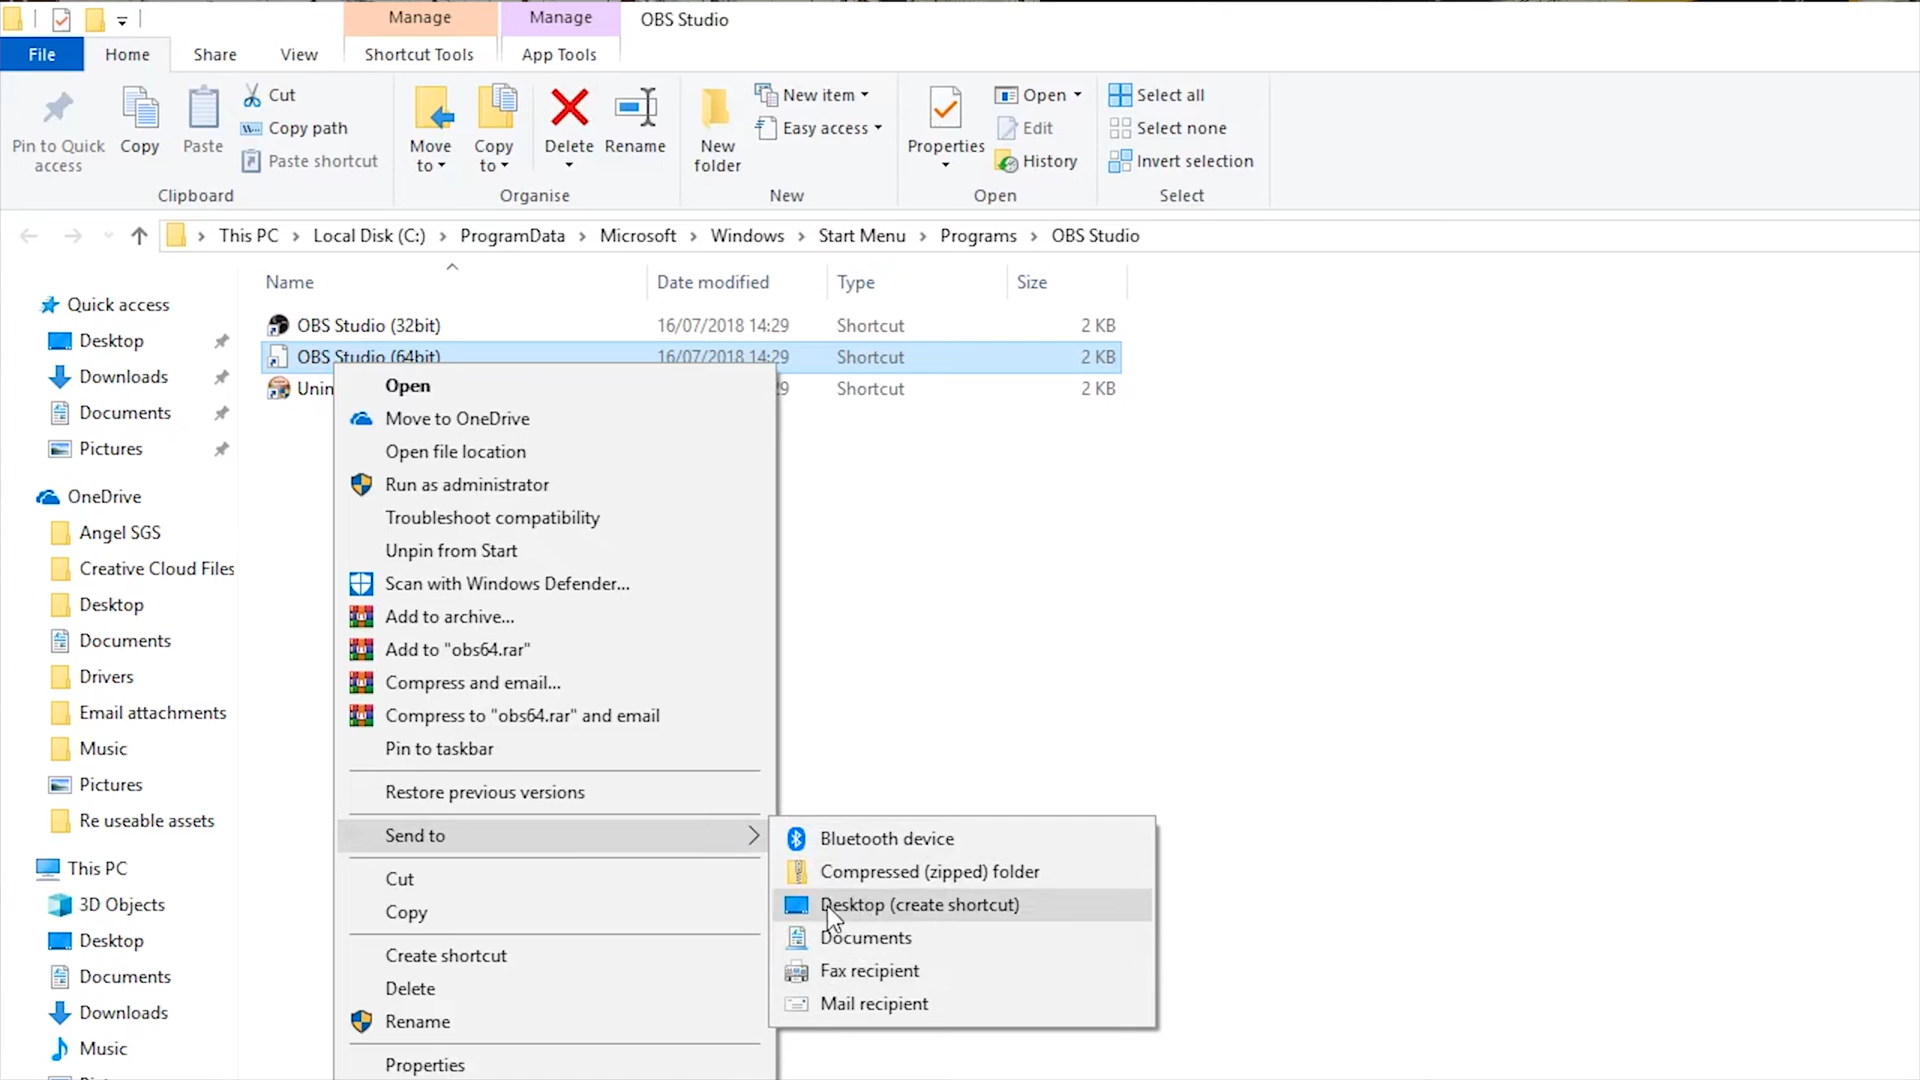 Manage
Manage
OBS Studio
File
Home
Share
View
Shortcut Tools
App Tools
Pin to Quick access
Copy
Paste
Cut
Copy path
Paste shortcut
Clipboard
Move to
Copy to
Delete
Rename
Organise
New folder
New item
Easy access
New
Properties
Open
Edit
History
Open
Select all
Select none
Invert selection
Select
This PC › Local Disk (C:) › ProgramData › Microsoft › Windows › Start Menu › Programs › OBS Studio
Name
Date modified
Type
Size
OBS Studio (32bit) 16/07/2018 14:29 Shortcut 2 KB
OBS Studio (64bit) 16/07/2018 14:29 Shortcut 2 KB
Unin 9 Shortcut 2 KB
Quick access
Desktop
Downloads
Documents
Pictures
OneDrive
Angel SGS
Creative Cloud Files
Desktop
Documents
Drivers
Email attachments
Music
Pictures
Re useable assets
This PC
3D Objects
Desktop
Documents
Downloads
Music
Open
Move to OneDrive
Open file location
Run as administrator
Troubleshoot compatibility
Unpin from Start
Scan with Windows Defender...
Add to archive...
Add to "obs64.rar"
Compress and email...
Compress to "obs64.rar" and email
Pin to taskbar
Restore previous versions
Send to
Cut
Copy
Create shortcut
Delete
Rename
Properties
Bluetooth device
Compressed (zipped) folder
Desktop (create shortcut)
Documents
Fax recipient
Mail recipient